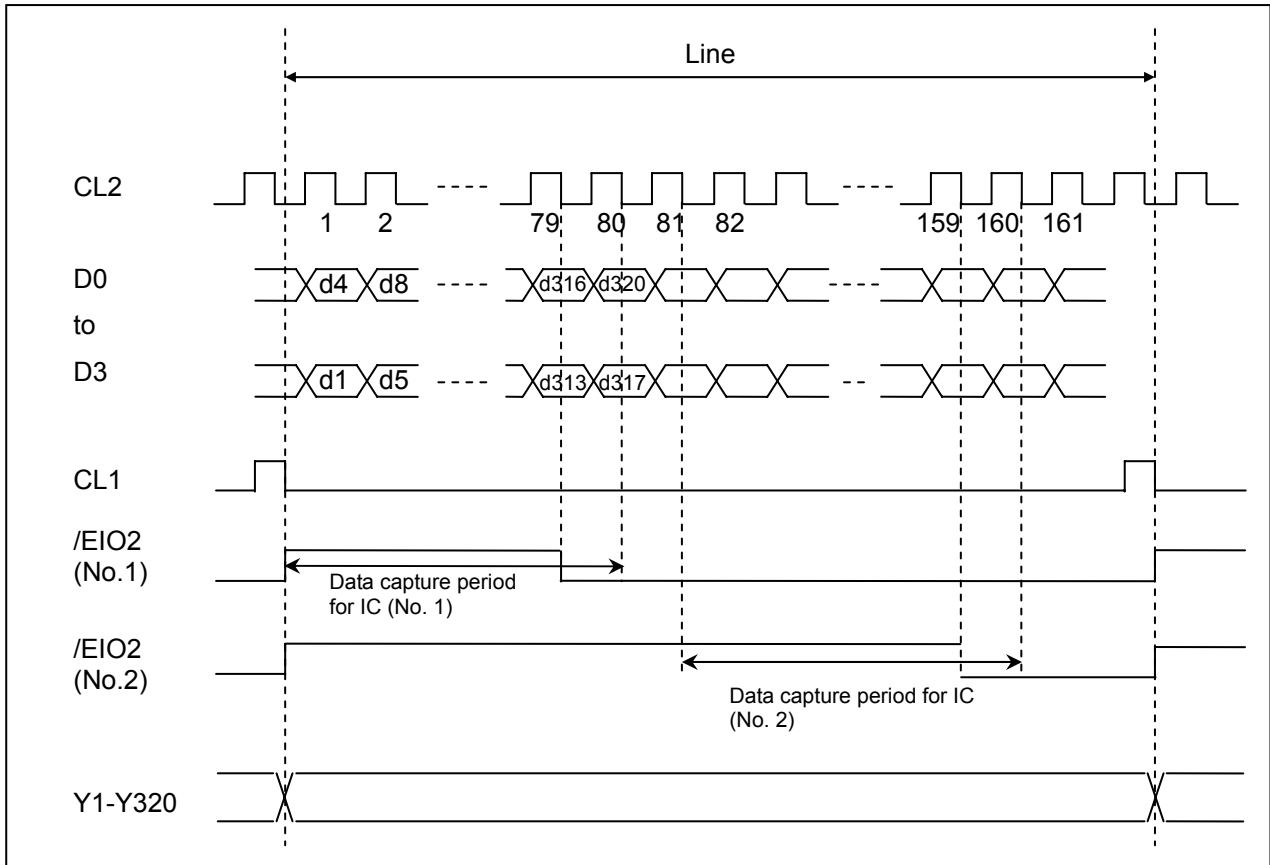 Line
CL2
1 2 79 80 81 82 159 160 161
D0 d4 d8 d316 d320
to
D3 d1 d5 d313 d317
CL1
/EIO2
(No.1)
Data capture period
for IC (No. 1)
/EIO2
(No.2)
Data capture period for IC
(No. 2)
Y1-Y320